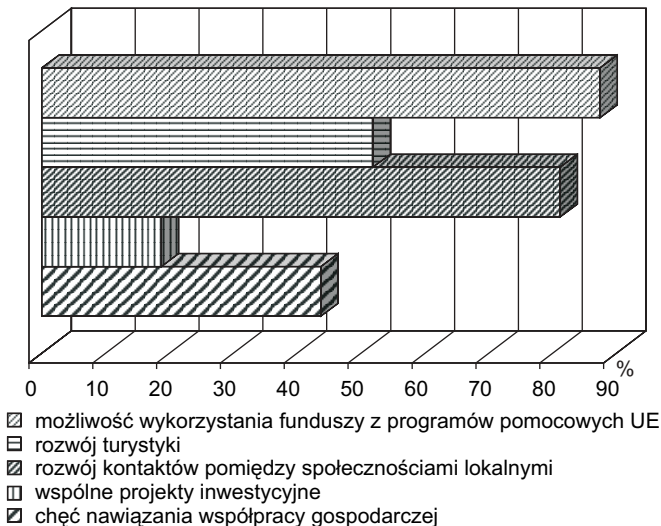 %
0 10 20 30 40 50 60 70 80 90
możliwość wykorzystania funduszy z programów pomocowych UE
rozwój turystyki
rozwój kontaktów pomiędzy społecznościami lokalnymi
wspólne projekty inwestycyjne
chęć nawiązania współpracy gospodarczej